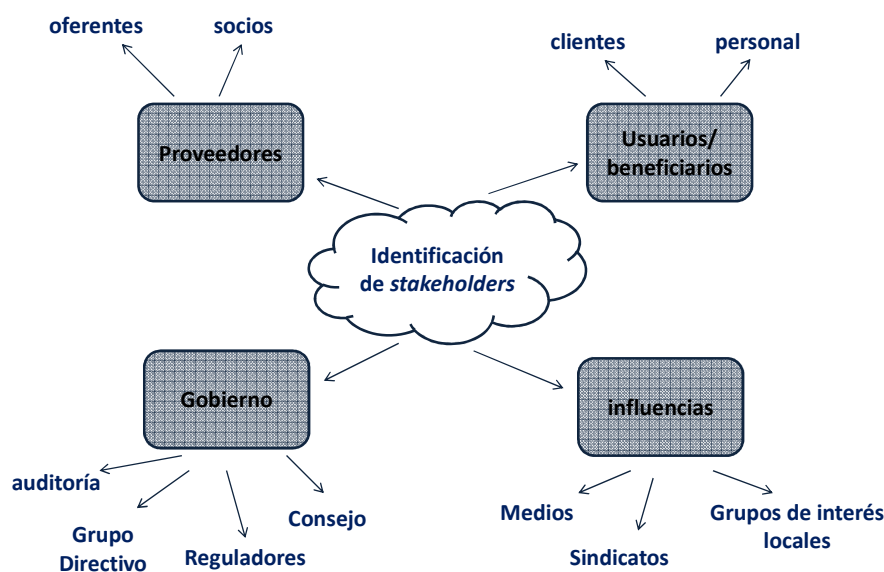 oferentes
socios
clientes
personal
Proveedores
Usuarios/
beneficiarios
Identificación
de stakeholders
Gobierno
influencias
auditoría
Grupo
Directivo
Reguladores
Consejo
Medios
Sindicatos
Grupos de interés
locales